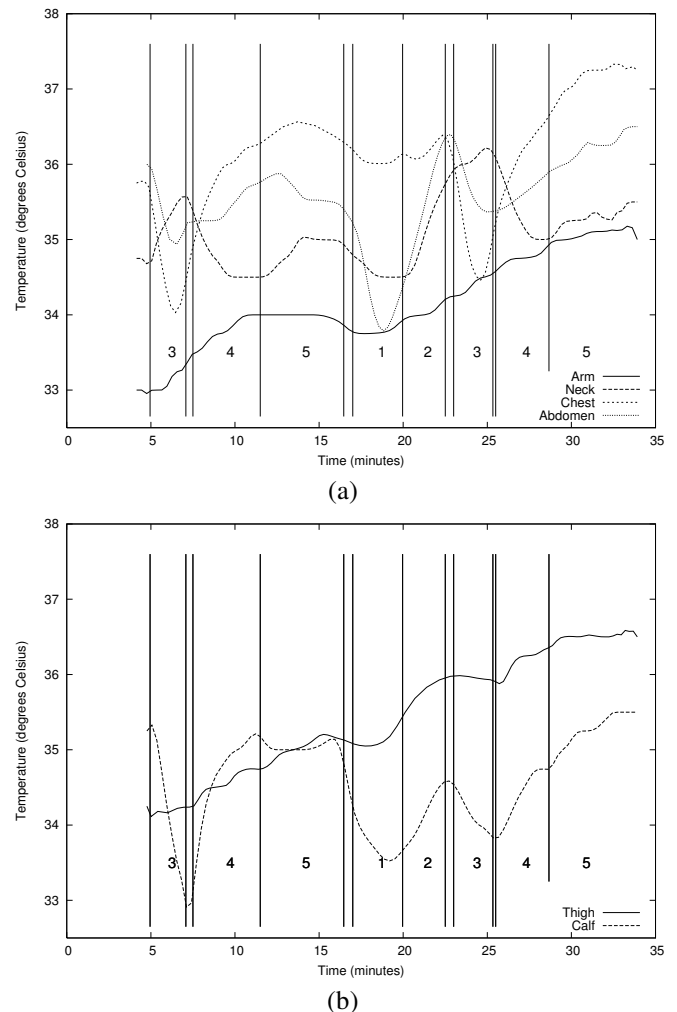 38
37
36
35
34
33
Temperature (degrees Celsius)
3 4 5 1 2 3 4 5
Arm
Neck
Chest
Abdomen
0 5 10 15 20 25 30 35
Time (minutes)
(a)
38
37
36
35
34
33
Temperature (degrees Celsius)
3 4 5 1 2 3 4 5
Thigh
Calf
0 5 10 15 20 25 30 35
Time (minutes)
(b)